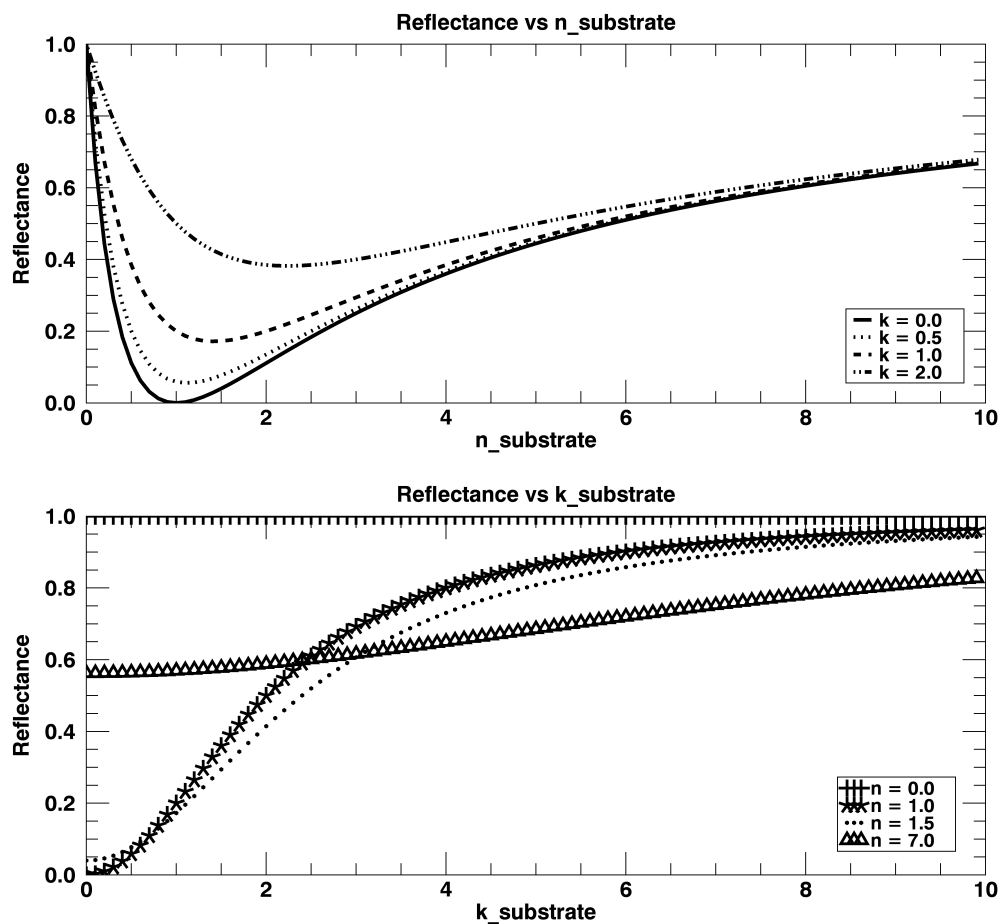 Reflectance vs n_substrate
1.0
0.8
0.6
0.4
0.2
0.0
Reflectance
k = 0.0
k = 0.5
k = 1.0
k = 2.0
0 2 4 6 8 10
n_substrate
Reflectance vs k_substrate
1.0
0.8
0.6
0.4
0.2
0.0
Reflectance
n = 0.0
n = 1.0
n = 1.5
n = 7.0
0 2 4 6 8 10
k_substrate